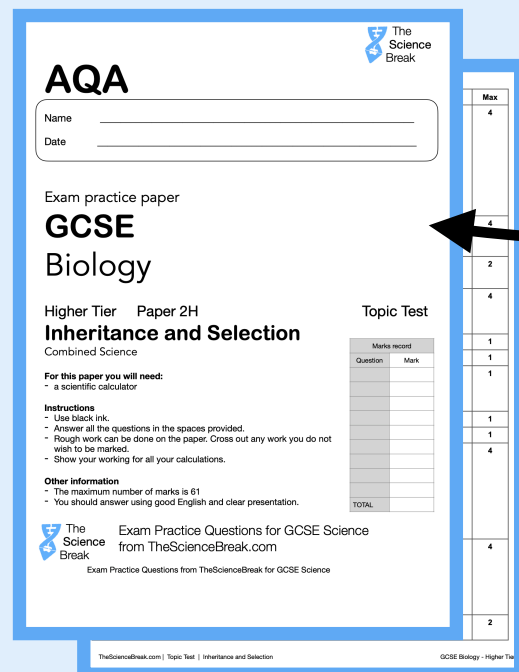 The
Science
Break
AQA
Name
Date
Exam practice paper
GCSE
Biology
Higher Tier Paper 2H Topic Test
Inheritance and Selection
Combined Science
Marks record
Question Mark
TOTAL
For this paper you will need:
- a scientific calculator
Instructions
- Use black ink.
- Answer all the questions in the spaces provided.
- Rough work can be done on the paper. Cross out any work you do not
wish to be marked.
- Show your working for all your calculations.
Other information
- The maximum number of marks is 61
- You should answer using good English and clear presentation.
The
Science
Break
Exam Practice Questions for GCSE Science
from TheScienceBreak.com
Exam Practice Questions from TheScienceBreak for GCSE Science
Max
4
4
2
4
1
1
1
1
1
4
4
2
TheScienceBreak.com | Topic Test | Inheritance and Selection
GCSE Biology - Higher Tie